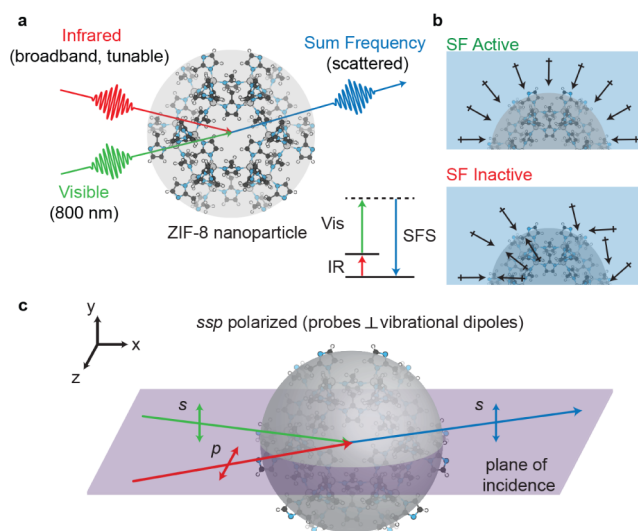 a
Infrared
(broadband, tunable)
Sum Frequency
(scattered)
Visible
(800 nm)
ZIF-8 nanoparticle
Vis
IR
SFS
b
SF Active
SF Inactive
c
y
x
z
ssp polarized (probes ⊥vibrational dipoles)
s
p
s
plane of
incidence